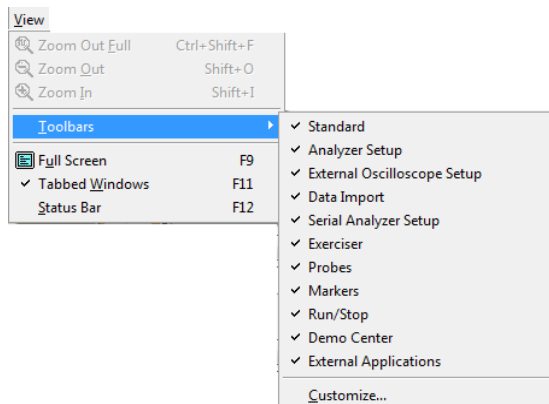 View
Zoom Out Full Ctrl+Shift+F
Zoom Out Shift+O
Zoom In Shift+I
Toolbars
Full Screen F9
Tabbed Windows F11
Status Bar F12
Standard
Analyzer Setup
External Oscilloscope Setup
Data Import
Serial Analyzer Setup
Exerciser
Probes
Markers
Run/Stop
Demo Center
External Applications
Customize...